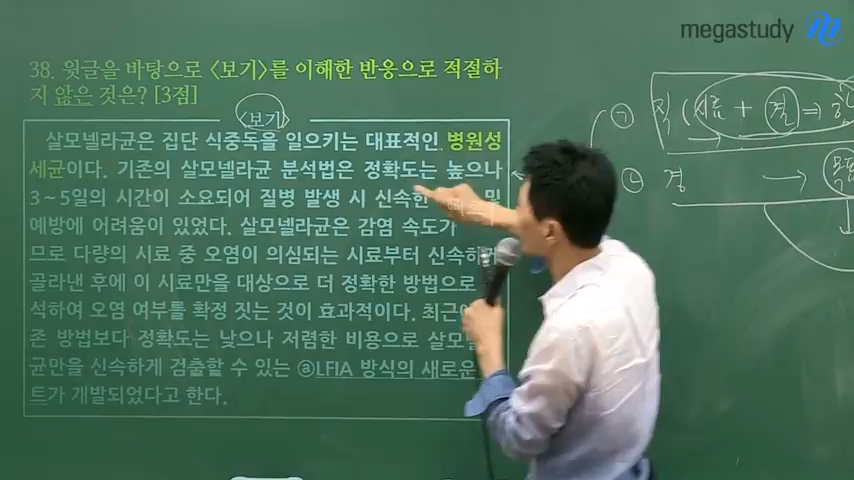 megastudy
38. 윗글을 바탕으로 〈보기〉를 이해한 반응으로 적절하
지 않은 것은? [3점]
〈보기〉
살모넬라균은 집단 식중독을 일으키는 대표적인 병원성
세균이다. 기존의 살모넬라균 분석법은 정확도는 높으나
3～5일의 시간이 소요되어 질병 발생 시 신속한 및
예방에 어려움이 있었다. 살모넬라균은 감염 속도가
므로 다량의 시료 중 오염이 의심되는 시료부터 신속하
골라낸 후에 이 시료만을 대상으로 더 정확한 방법으로
석하여 오염 여부를 확정 짓는 것이 효과적이다. 최근에
존 방법보다 정확도는 낮으나 저렴한 비용으로 살모
균만을 신속하게 검출할 수 있는 ⓐLFIA 방식의 새로운
트가 개발되었다고 한다.
㉠ 직 (시료 + 결 ⇒
㉡ 경 →